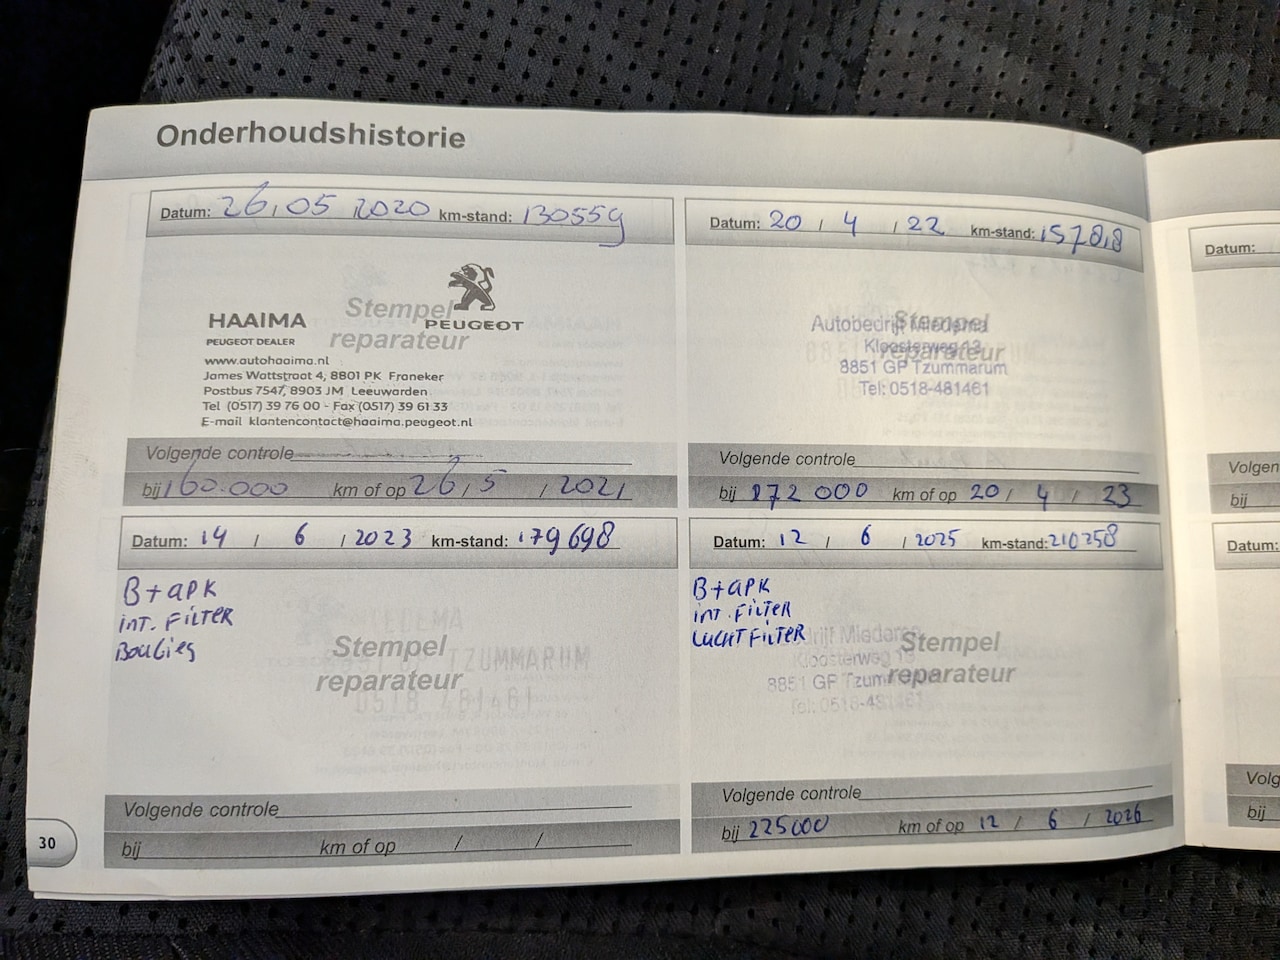 Onderhoudshistorie
Datum: 26,05,2020 km-stand: 130559
Stempel
reparateur
HAAIMA
PEUGEOT DEALER
PEUGEOT
www.autohaaima.nl
James Wattstraat 4, 8801 PK Franeker
Postbus 7547, 8903 JM Leeuwarden
Tel (0517) 39 76 00 - Fax (0517) 39 61 33
E-mail klantencontact@haaima.peugeot.nl
Volgende controle
bij 160.000 km of op 26/5/2021
Datum: 20 / 4 / 22 km-stand: 157818
Stempel
reparateur
Autobedrijf Miedema
Kloosterweg 13
8851 GP Tzummarum
Tel: 0518-481461
Volgende controle
bij 172 000 km of op 20 / 4 / 23
Datum: 14 / 6 / 2023 km-stand: 179698
B+aPK
int. FilTER
BouGies
Stempel
reparateur
Volgende controle
bij km of op / /
Datum: 12 / 6 / 2025 km-stand: 210258
B+aPK
int. FilTER
LUCHTFilTER
Stempel
reparateur
Kloosterweg 13
8851 GP
Volgende controle
bij 225000 km of op 12 / 6 / 2026
30
Datum:
Volgen
bij
Datum:
Volg
bij